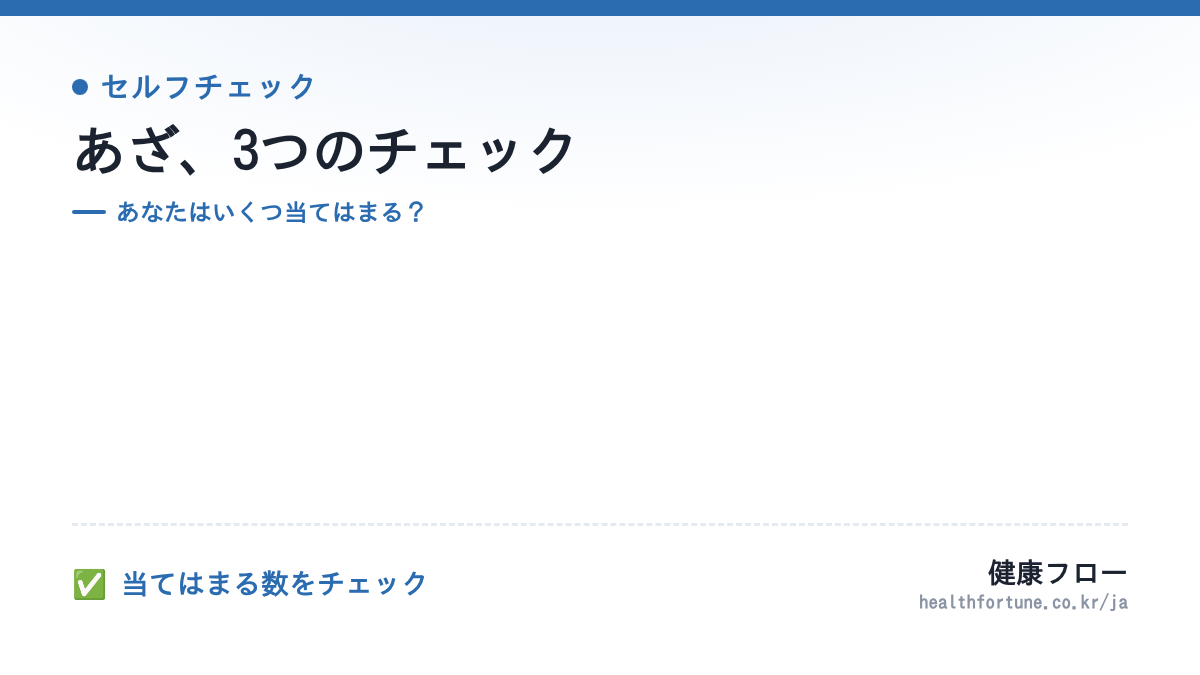 セルフチェック
あざ、3つのチェック
あなたはいくつ当てはまる？
✅ 当てはまる数をチェック
健康フロー
healthfortune.co.kr/ja